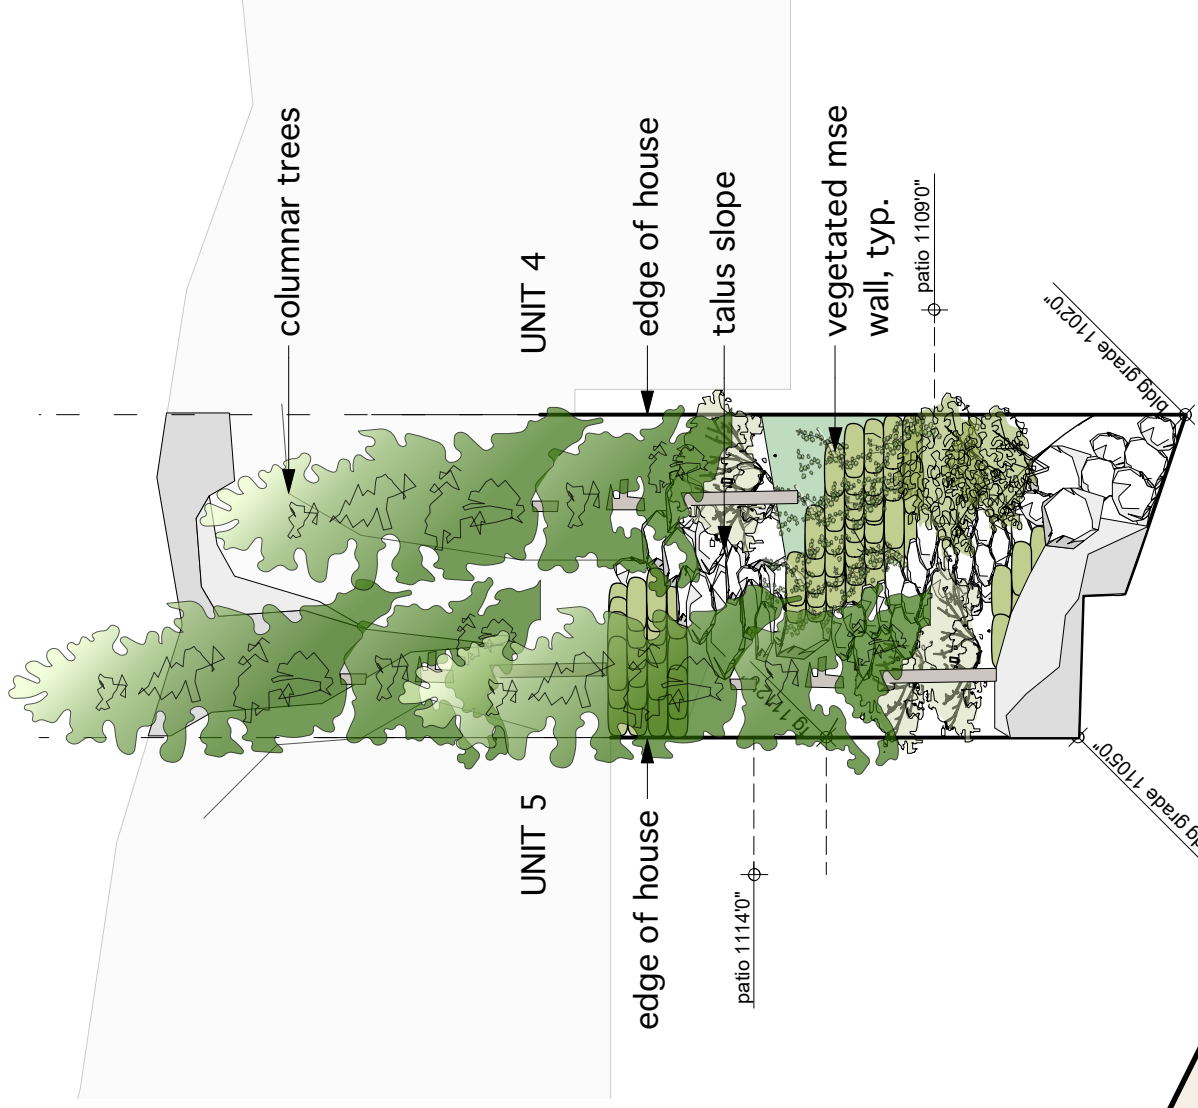 columnar trees
UNIT 4
edge of house
talus slope
vegetated mse
wall, typ.
patio 1109'0"
bldg grade 1102'0"
UNIT 5
edge of house
patio 1114'0"
grade 1105'0"